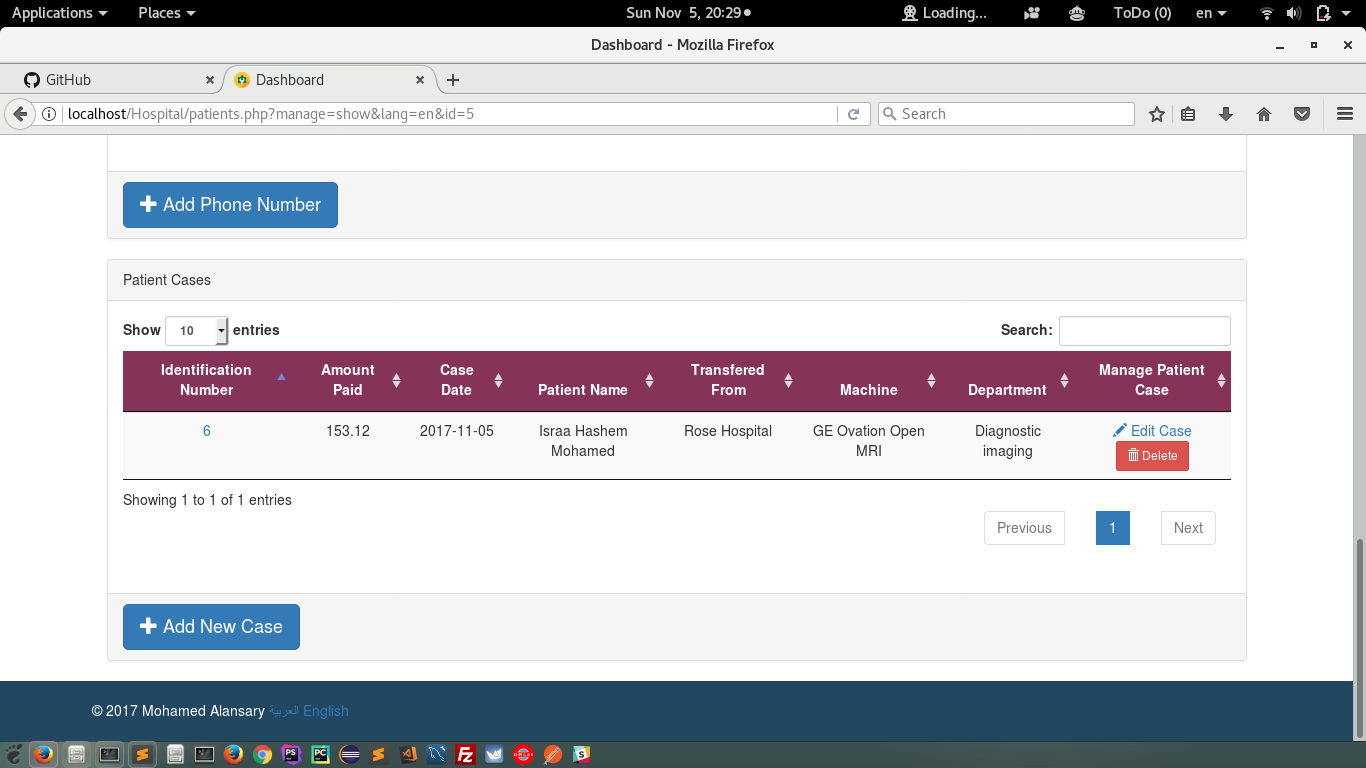 Applications Places Sun Nov 5, 20:29 Loading... ToDo (0) en
Dashboard - Mozilla Firefox
GitHub Dashboard
localhost/Hospital/patients.php?manage=show&lang=en&id=5 Search
Add Phone Number
Patient Cases
Show 10 entries Search:
Identification Number Amount Paid Case Date Patient Name Transfered From Machine Department Manage Patient Case
6 153.12 2017-11-05 Israa Hashem Mohamed Rose Hospital GE Ovation Open MRI Diagnostic imaging Edit Case
Delete
Showing 1 to 1 of 1 entries
Previous 1 Next
Add New Case
© 2017 Mohamed Alansary العربية English